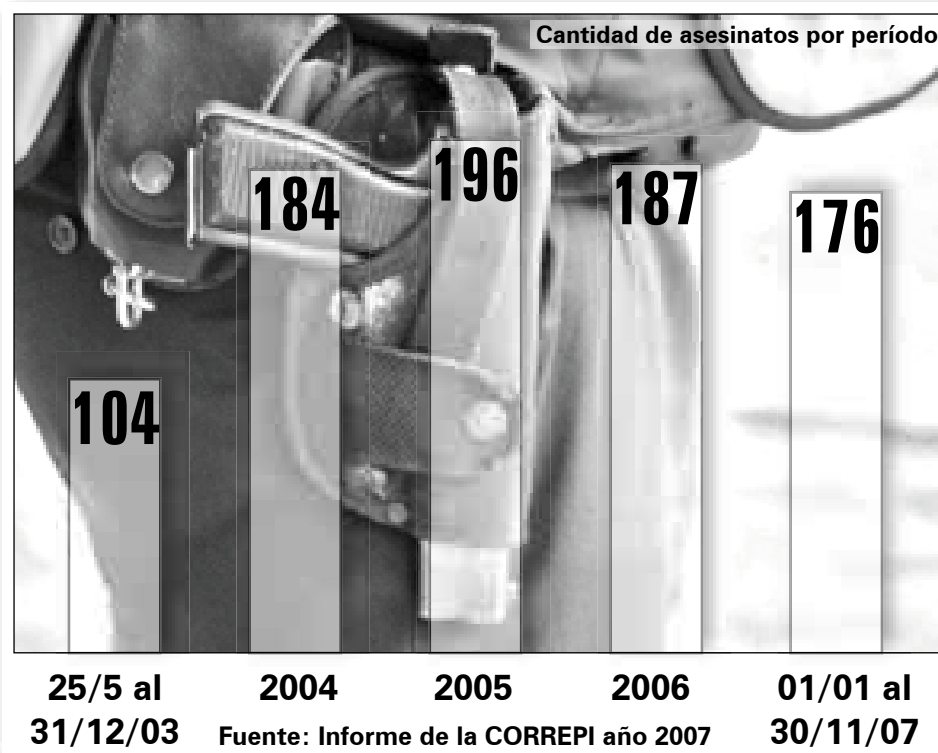 Cantidad de asesinatos por período
104
184
196
187
176
25/5 al
31/12/03
2004
2005
2006
01/01 al
30/11/07
Fuente: Informe de la CORREPI año 2007